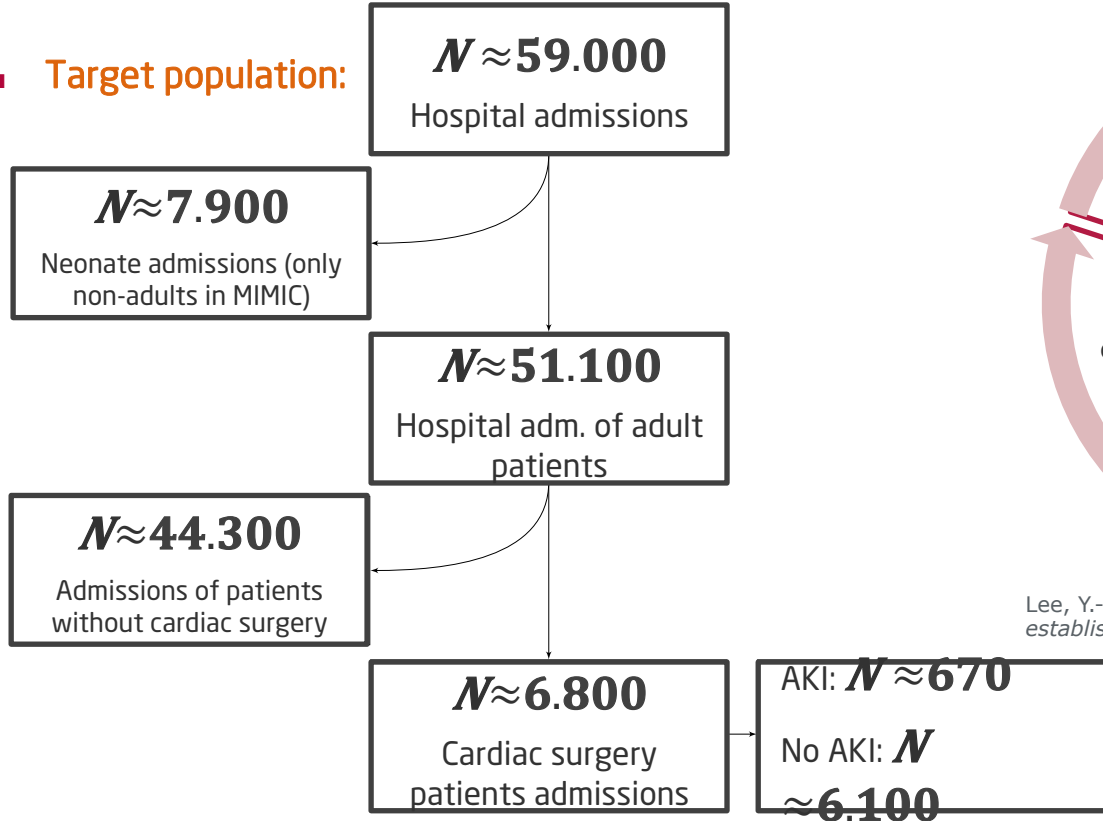 Target population:
N ≈59.000
Hospital admissions
N≈7.900
Neonate admissions (only
non-adults in MIMIC)
N≈51.100
Hospital adm. of adult
patients
N≈44.300
Admissions of patients
without cardiac surgery
N≈6.800
Cardiac surgery
patients admissions
AKI: N ≈670
No AKI: N
≈6.100
Lee, Y.-
establis